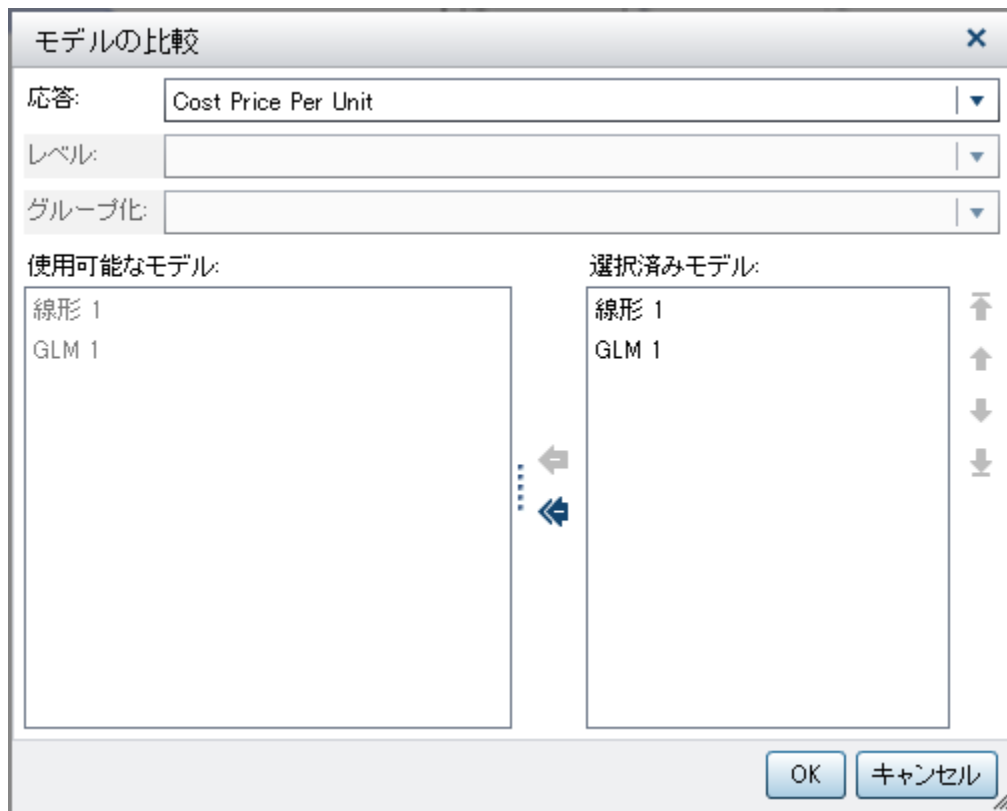 モデルの比較
応答: Cost Price Per Unit
レベル:
グループ化:
使用可能なモデル:
線形 1
GLM 1
選択済みモデル:
線形 1
GLM 1
OK キャンセル